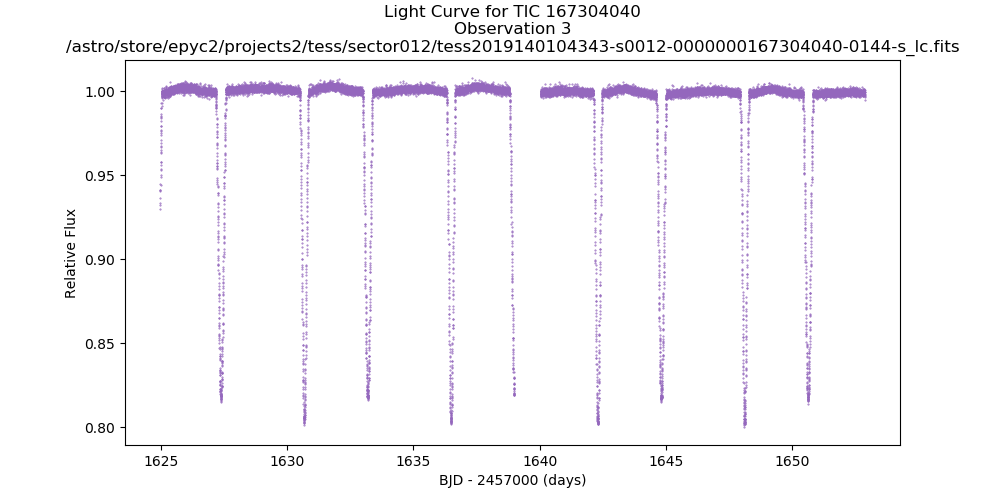 Light Curve for TIC 167304040
Observation 3
/astro/store/epyc2/projects2/tess/sector012/tess2019140104343-s0012-0000000167304040-0144-s_lc.fits
1.00
0.95
0.90
0.85
0.80
Relative Flux
1625 1630 1635 1640 1645 1650
BJD - 2457000 (days)